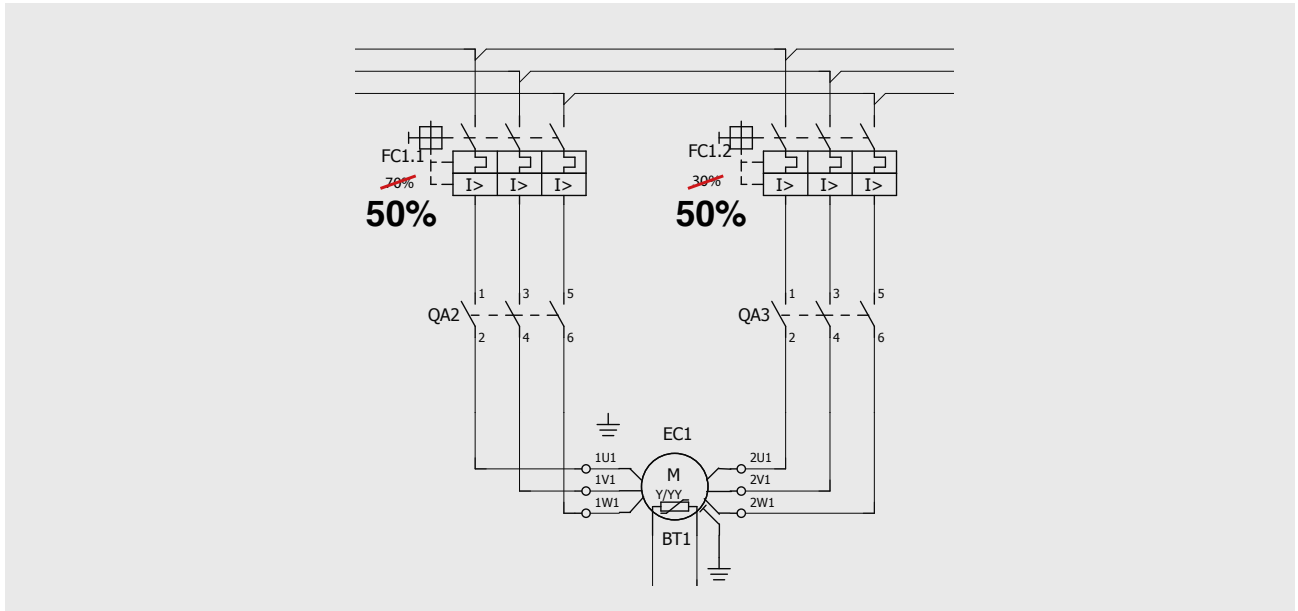 FC1.1
70%
50%
I> I> I>
FC1.2
30%
50%
I> I> I>
QA2
1 3 5
2 4 6
QA3
1 3 5
2 4 6
EC1
1U1
1V1
1W1
M
Y/YY
2U1
2V1
2W1
BT1